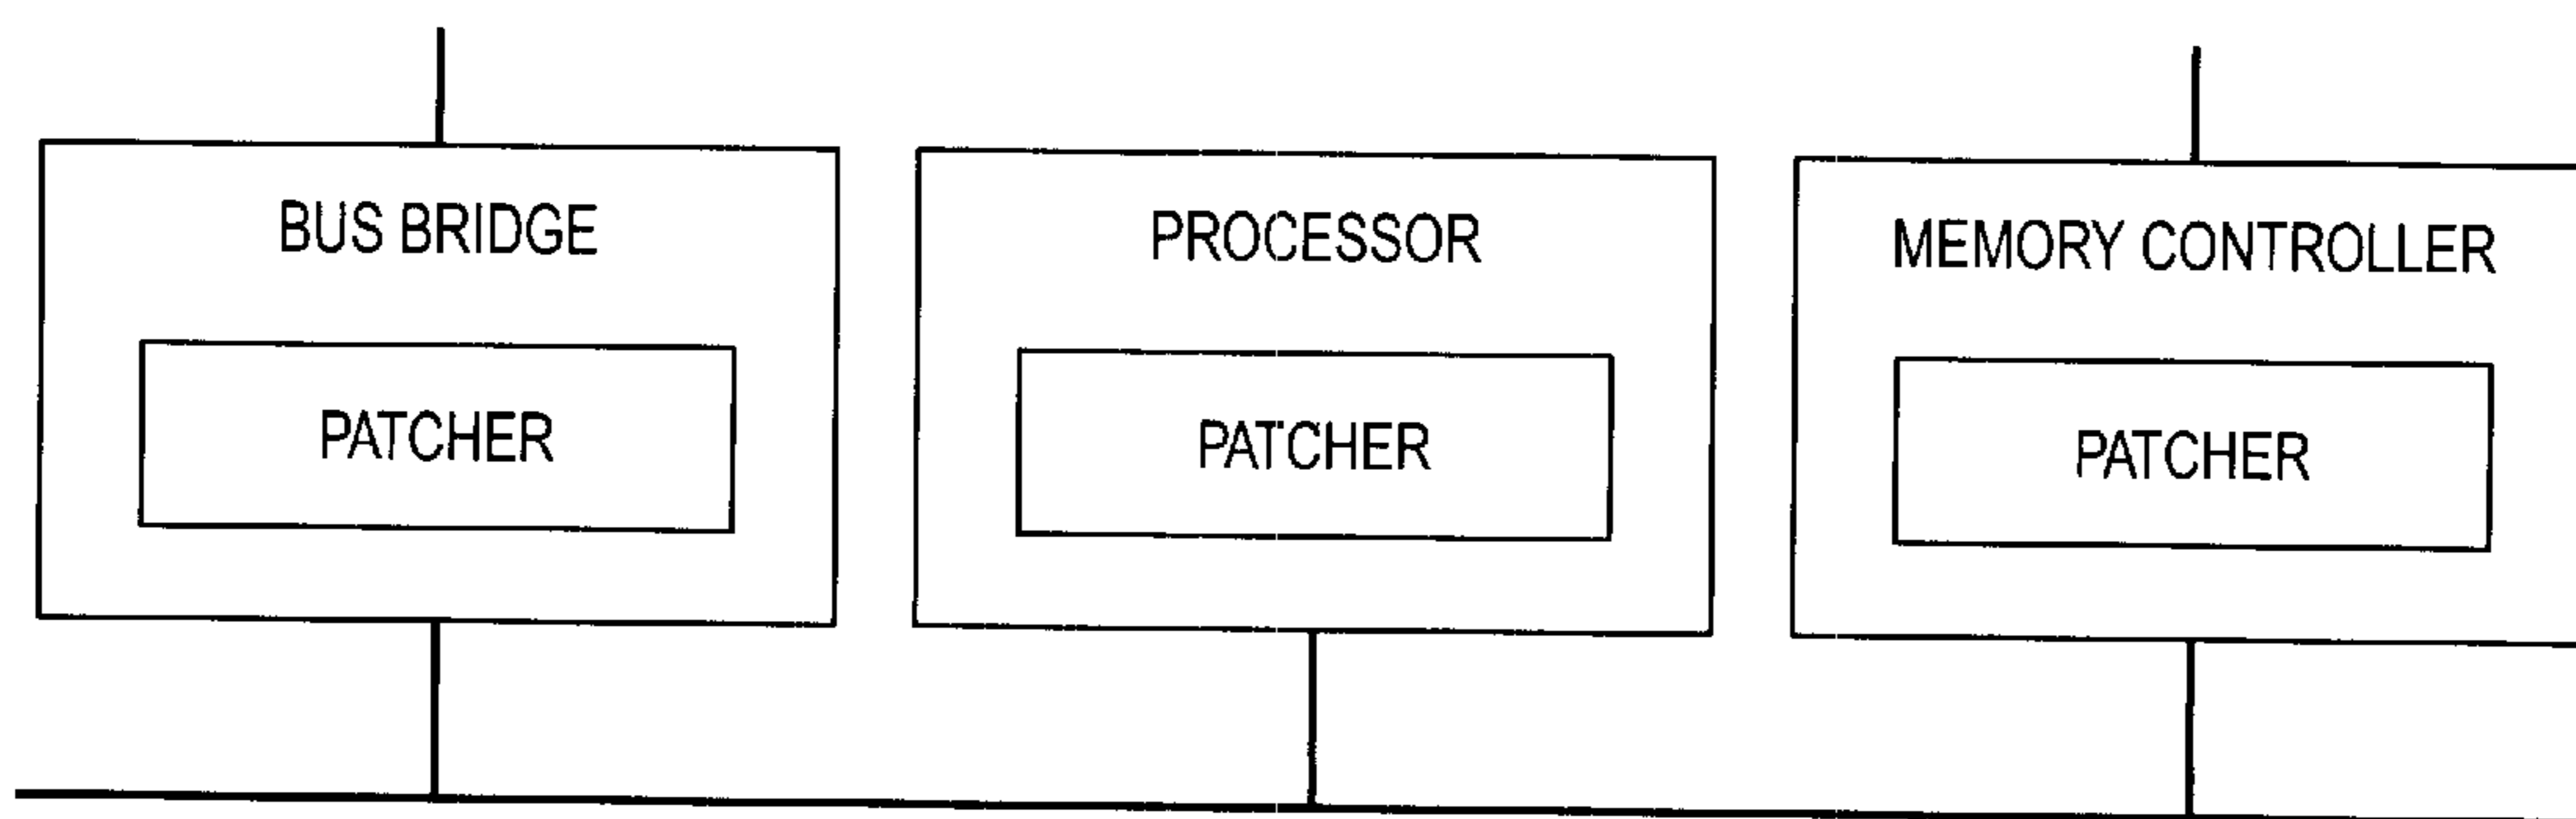 BUS BRIDGE
PATCHER
PROCESSOR
PATCHER
MEMORY CONTROLLER
PATCHER